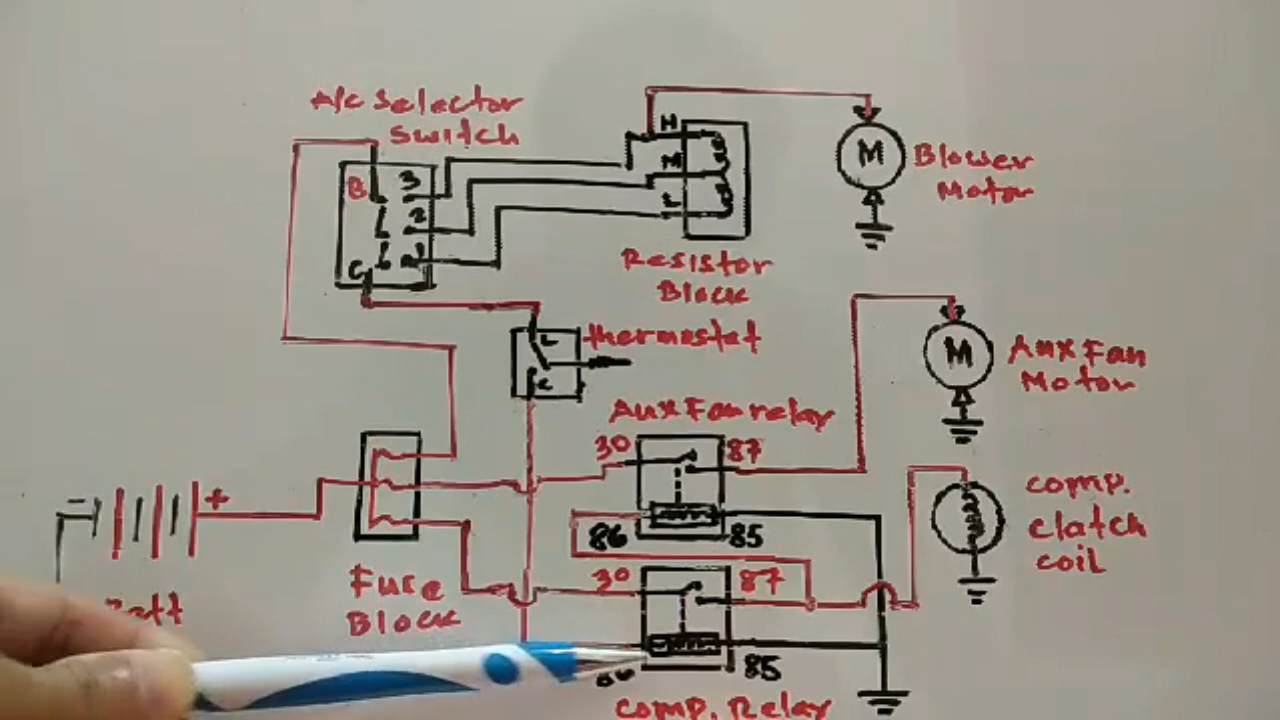 A/c Selector
Switch
B 3
2
1
C
H
M
L
M
Blower
Motor
Resistor
Block
thermostat
L
C
M
Aux Fan
Motor
Aux Fan relay
30 87
86 85
- +
Fuse
Block
comp.
clatch
coil
30 87
85
comp. Relay